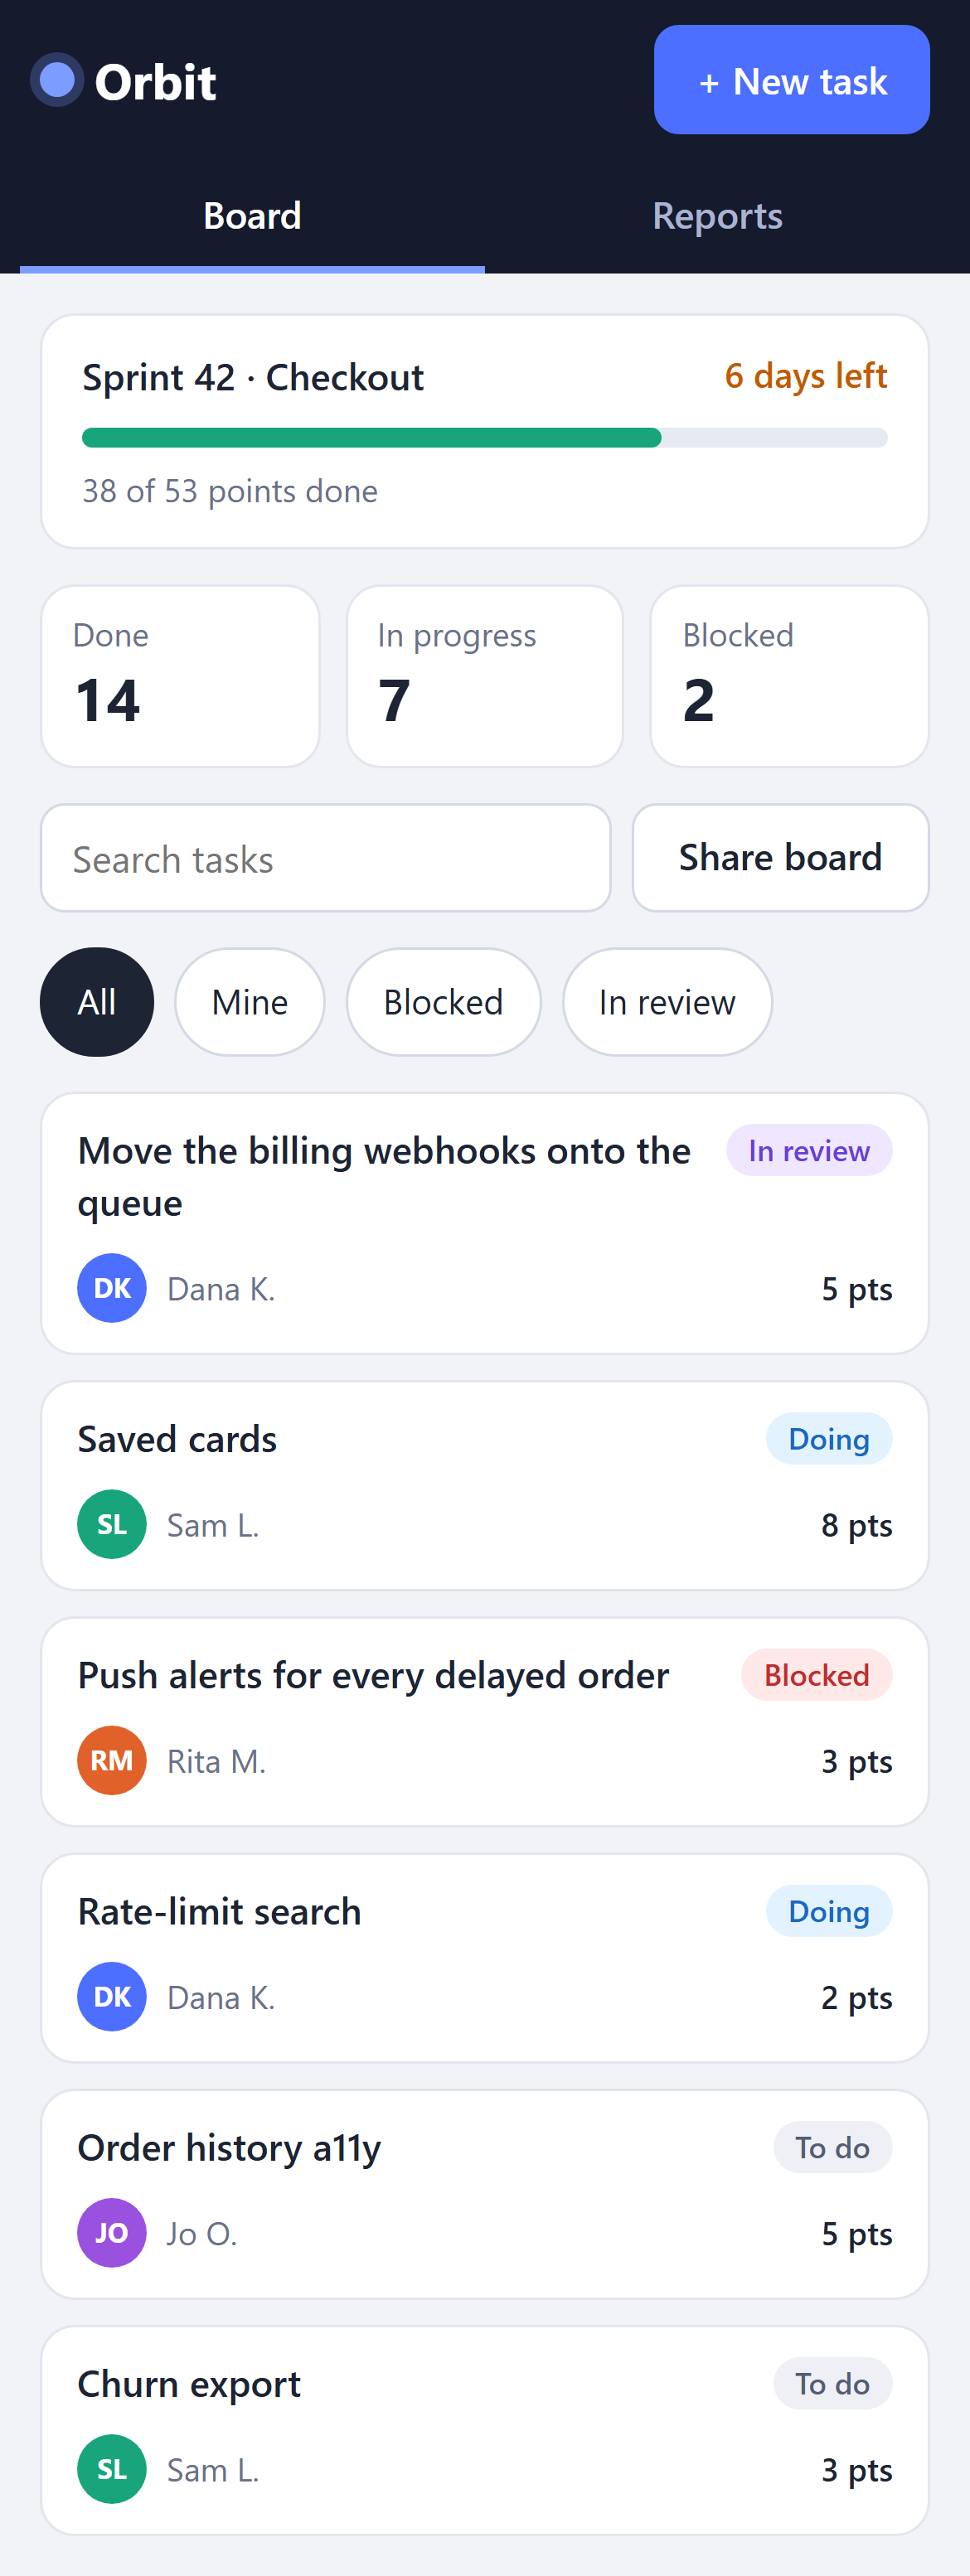 Orbit
+ New task
Board
Reports
Sprint 42 · Checkout
6 days left
38 of 53 points done
Done
14
In progress
7
Blocked
2
Search tasks
Share board
All
Mine
Blocked
In review
Move the billing webhooks onto the
queue
In review
DK
Dana K.
5 pts
Saved cards
Doing
SL
Sam L.
8 pts
Push alerts for every delayed order
Blocked
RM
Rita M.
3 pts
Rate-limit search
Doing
DK
Dana K.
2 pts
Order history a11y
To do
JO
Jo O.
5 pts
Churn export
To do
SL
Sam L.
3 pts